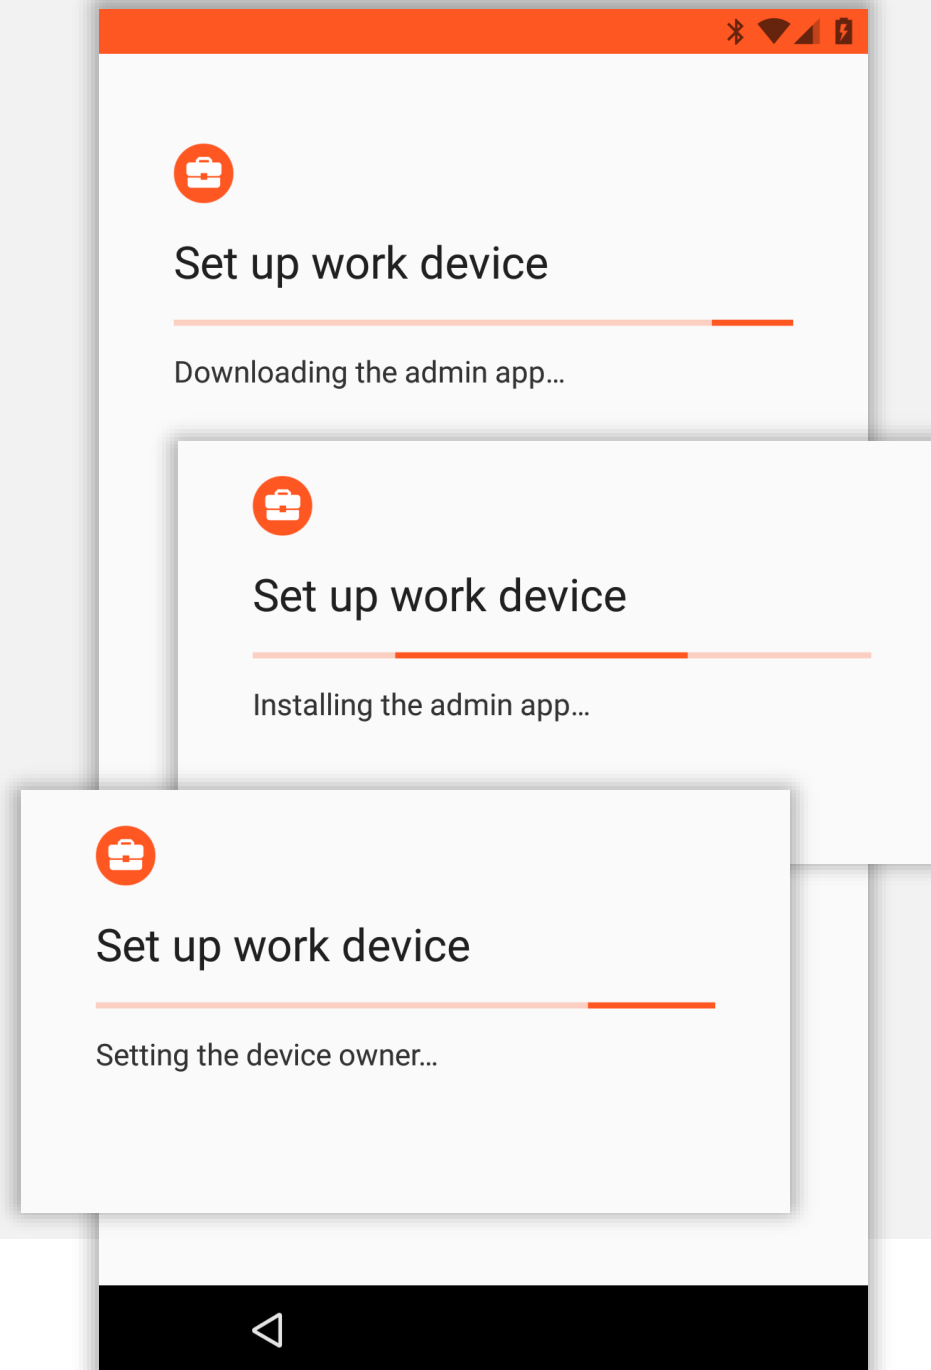 Set up work device
Downloading the admin app...
Set up work device
Installing the admin app...
Set up work device
Setting the device owner...